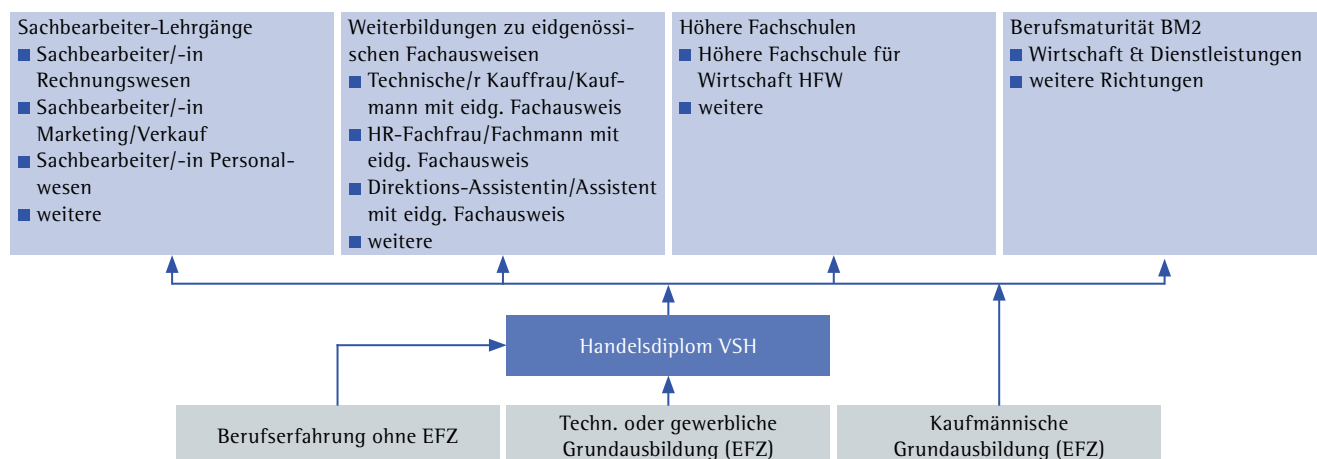 Sachbearbeiter-Lehrgänge
Sachbearbeiter/-in
Rechnungswesen
Sachbearbeiter/-in
Marketing/Verkauf
Sachbearbeiter/-in Personal-
wesen
weitere
Weiterbildungen zu eidgenössi-
schen Fachausweisen
Technische/r Kauffrau/Kauf-
mann mit eidg. Fachausweis
HR-Fachfrau/Fachmann mit
eidg. Fachausweis
Direktions-Assistentin/Assistent
mit eidg. Fachausweis
weitere
Höhere Fachschulen
Höhere Fachschule für
Wirtschaft HFW
weitere
Berufsmaturität BM2
Wirtschaft & Dienstleistungen
weitere Richtungen
Handelsdiplom VSH
Berufserfahrung ohne EFZ
Techn. oder gewerbliche
Grundausbildung (EFZ)
Kaufmännische
Grundausbildung (EFZ)